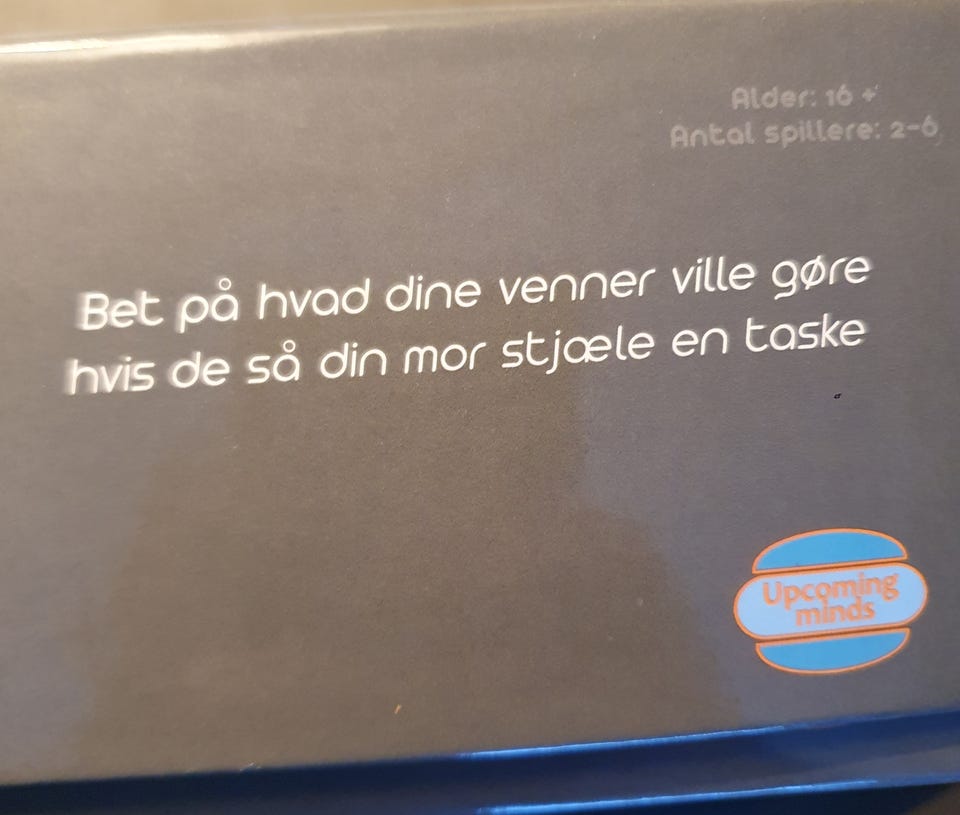 Alder: 16 +
Antal spillere: 2-6
Bet på hvad dine venner ville gøre
hvis de så din mor stjæle en taske
Upcoming
minds